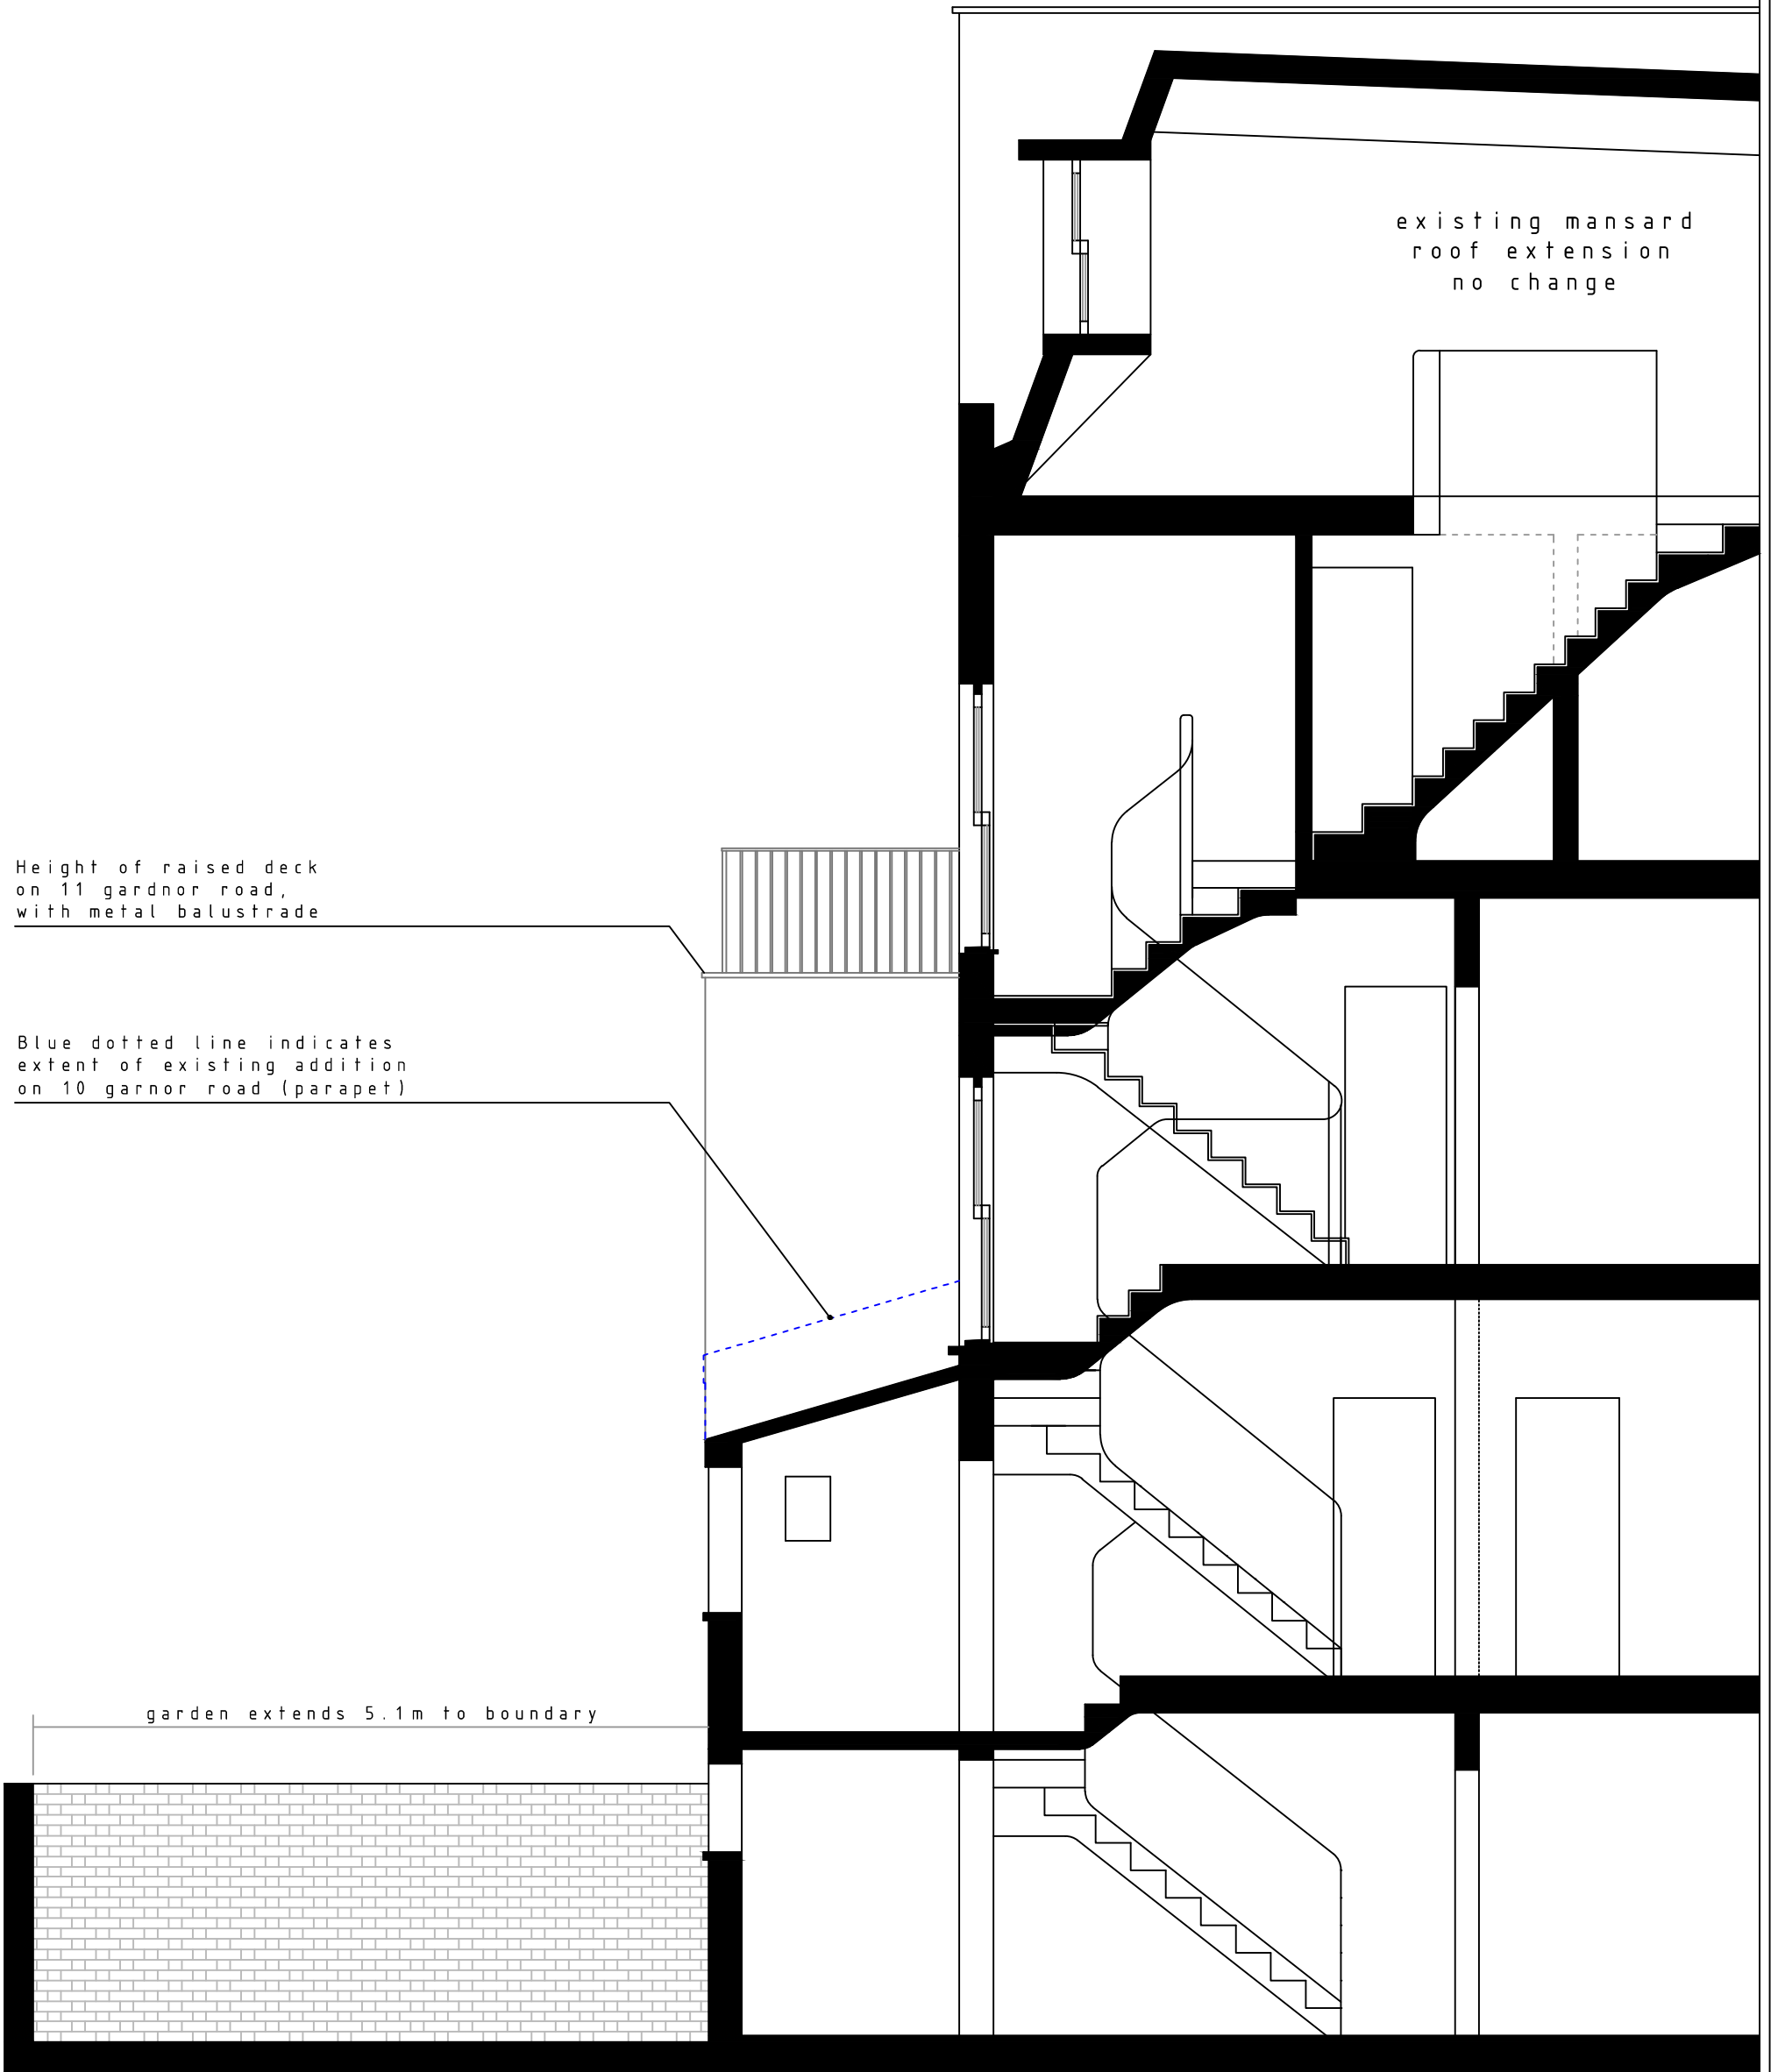 existing mansard
roof extension
no change
Height of raised deck
on 11 gardnor road,
with metal balustrade
Blue dotted line indicates
extent of existing addition
on 10 garnor road (parapet)
garden extends 5.1m to boundary